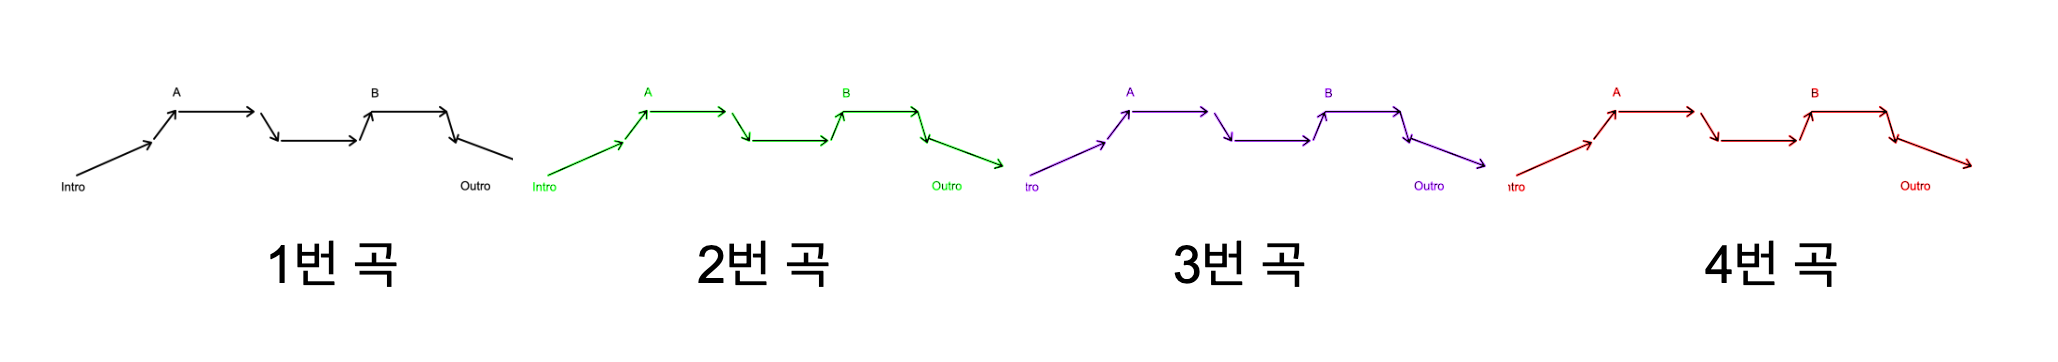 A B A B A B A B
Intro Outro Intro Outro tro Outro ntro Outro
1번 곡 2번 곡 3번 곡 4번 곡